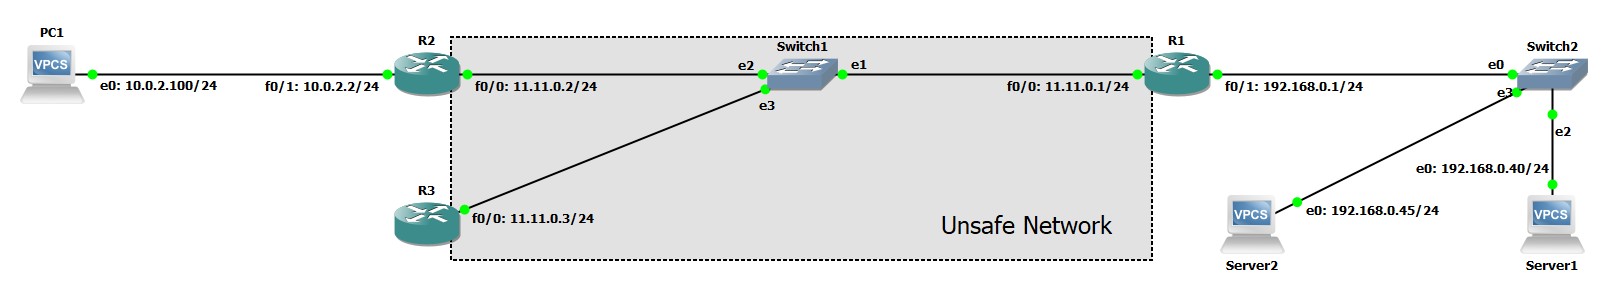 PC1
VPCS
e0: 10.0.2.100/24
R2
f0/1: 10.0.2.2/24
f0/0: 11.11.0.2/24
Switch1
e2
e1
e3
R1
f0/0: 11.11.0.1/24
f0/1: 192.168.0.1/24
Switch2
e0
e3
e2
R3
f0/0: 11.11.0.3/24
Unsafe Network
e0: 192.168.0.40/24
VPCS
e0: 192.168.0.45/24
Server2
VPCS
Server1